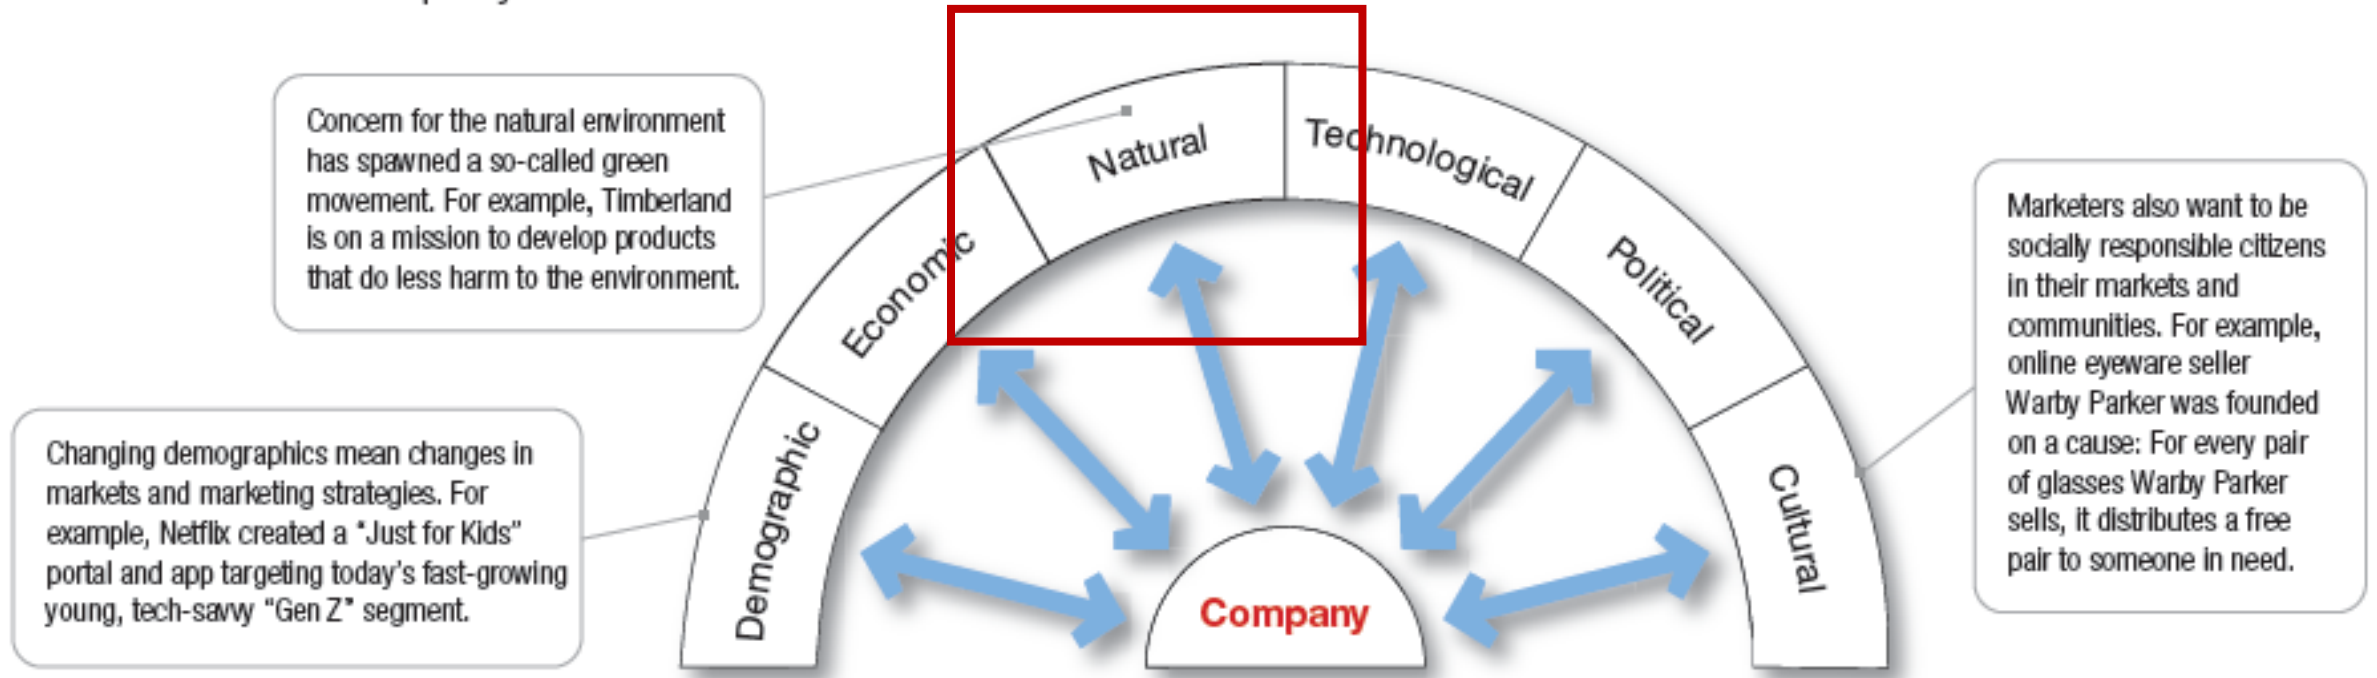 Concern for the natural environment
has spawned a so-called green
movement. For example, Timberland
is on a mission to develop products
that do less harm to the environment.
Changing demographics mean changes in
markets and marketing strategies. For
example, Netflix created a "Just for Kids"
portal and app targeting today's fast-growing
young, tech-savvy "Gen Z" segment.
Demographic
Economic
Natural
Technological
Political
Cultural
Company
Marketers also want to be
socially responsible citizens
in their markets and
communities. For example,
online eyeware seller
Warby Parker was founded
on a cause: For every pair
of glasses Warby Parker
sells, it distributes a free
pair to someone in need.